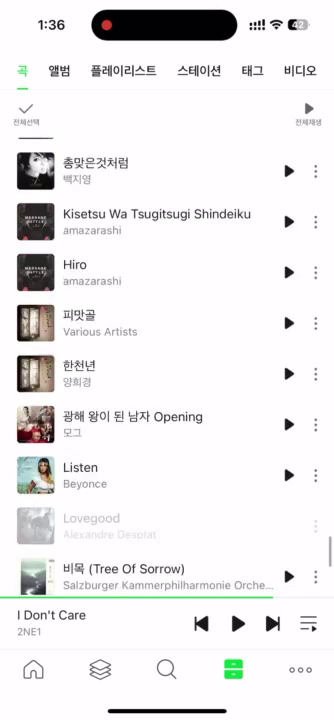 1:36
42
곡 앨범 플레이리스트 스테이션 태그 비디오
전체선택 전체재생
총맞은것처럼
백지영
Kisetsu Wa Tsugitsugi Shindeiku
amazarashi
Hiro
amazarashi
피맛골
Various Artists
한천년
양희경
광해 왕이 된 남자 Opening
모그
Listen
Beyonce
Lovegood
Alexandre Desplat
비목 (Tree Of Sorrow)
Salzburger Kammerphilharmonie Orche...
I Don't Care
2NE1